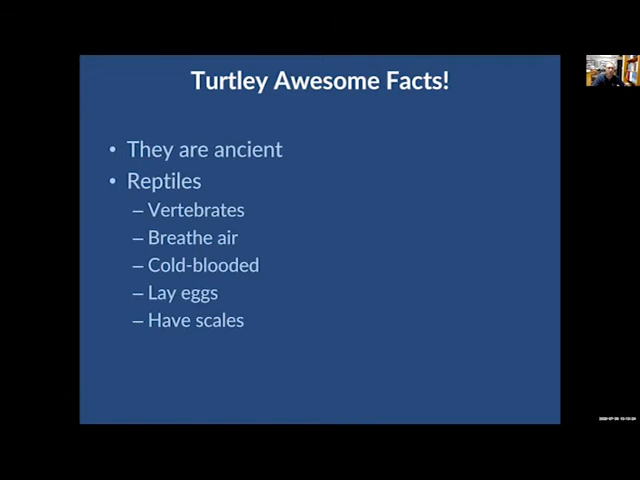 Turtley Awesome Facts!
• They are ancient
• Reptiles
– Vertebrates
– Breathe air
– Cold-blooded
– Lay eggs
– Have scales